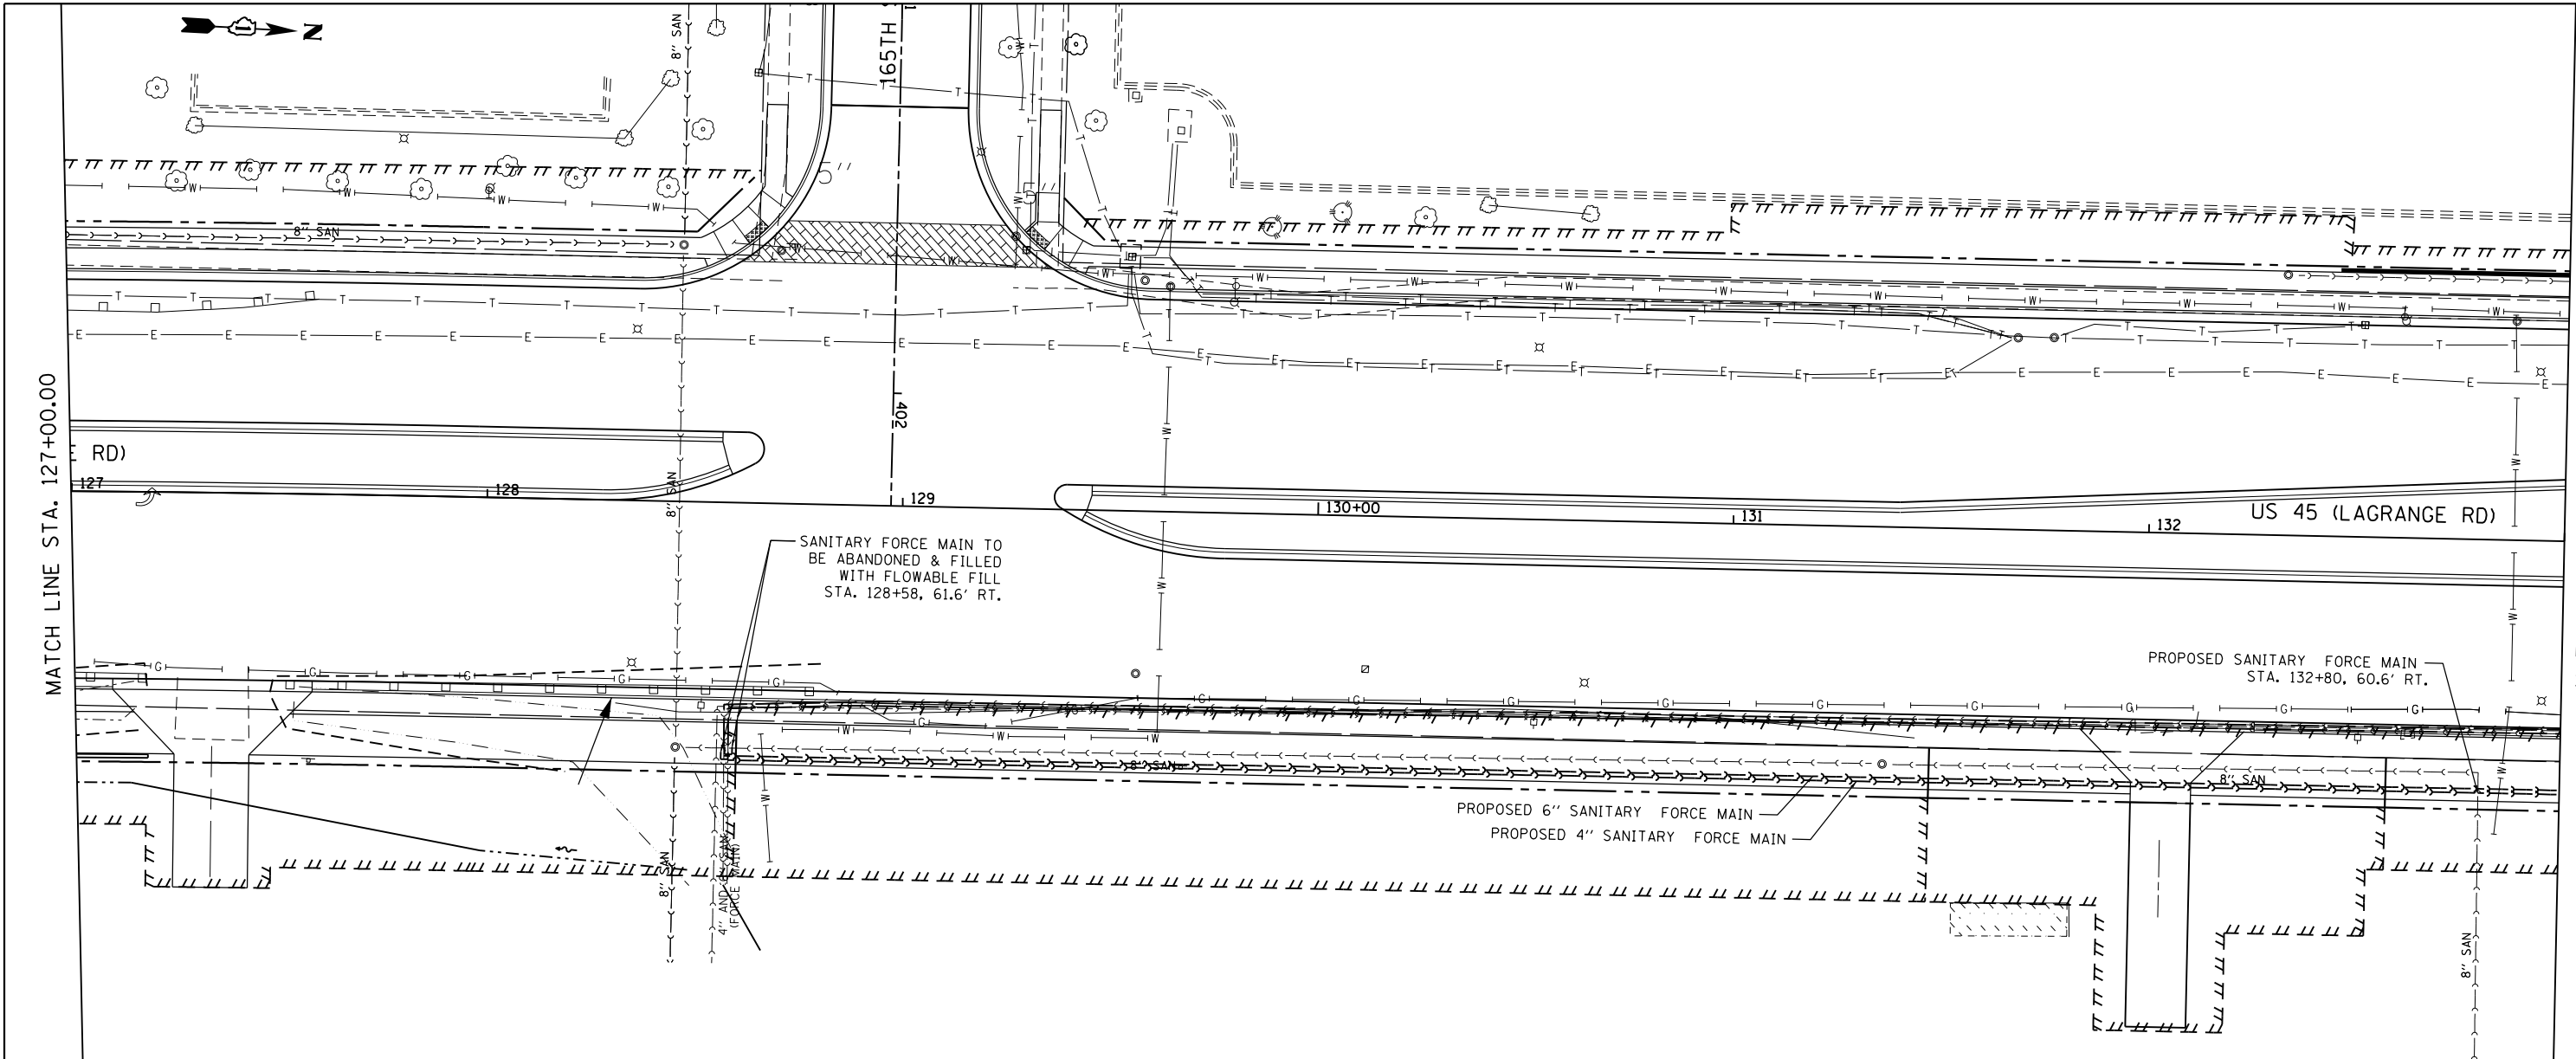 N
8'' SAN
165TH
8'' SAN
5''
5''
402
MATCH LINE STA. 127+00.00
E RD)
127
128
8'' SAN
129
130+00
131
132
US 45 (LAGRANGE RD)
SANITARY FORCE MAIN TO
BE ABANDONED & FILLED
WITH FLOWABLE FILL
STA. 128+58, 61.6' RT.
PROPOSED SANITARY FORCE MAIN
STA. 132+80, 60.6' RT.
8'' SAN
8'' SAN
PROPOSED 6'' SANITARY FORCE MAIN
PROPOSED 4'' SANITARY FORCE MAIN
8'' SAN
4'' AND 6'' SAN
(FORCE MAIN)
8'' SAN